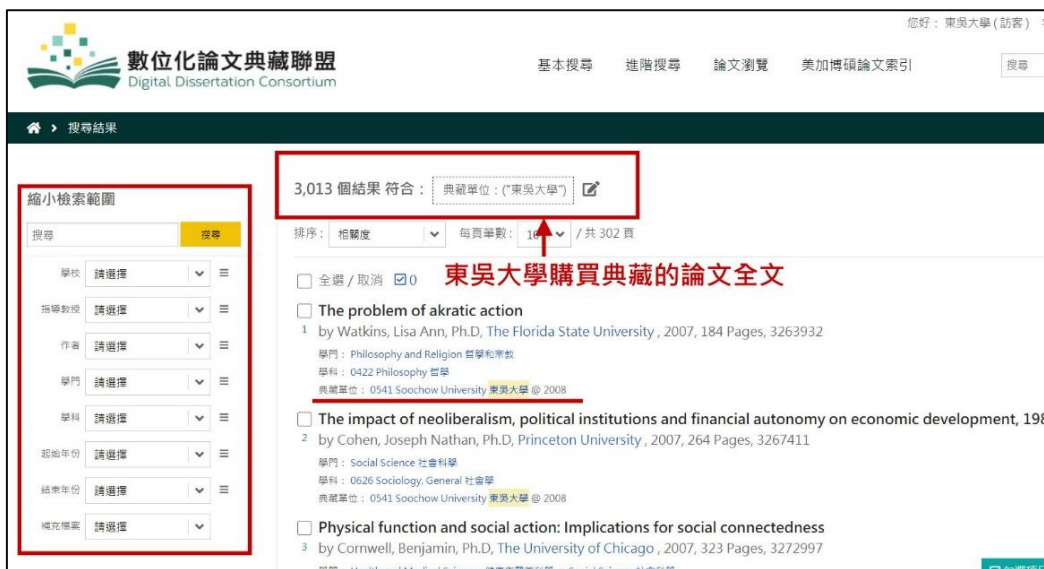 您好： 東吳大學 ( 訪客 )
數位化論文典藏聯盟
Digital Dissertation Consortium
基本搜尋 進階搜尋 論文瀏覽 美加博碩論文索引 搜尋
搜尋結果
縮小檢索範圍
搜尋 搜尋
學校 請選擇
指導教授 請選擇
作者 請選擇
學門 請選擇
學科 請選擇
起始年份 請選擇
結束年份 請選擇
補充檔案 請選擇
3,013 個結果 符合： 典藏單位：("東吳大學")
排序： 相關度 每頁筆數： / 共 302 頁
全選 / 取消 0
東吳大學購買典藏的論文全文
The problem of akratic action
1 by Watkins, Lisa Ann, Ph.D, The Florida State University , 2007, 184 Pages, 3263932
學門： Philosophy and Religion 哲學和宗教
學科： 0422 Philosophy 哲學
典藏單位： 0541 Soochow University 東吳大學 @ 2008
The impact of neoliberalism, political institutions and financial autonomy on economic development, 198
2 by Cohen, Joseph Nathan, Ph.D, Princeton University , 2007, 264 Pages, 3267411
學門： Social Science 社會科學
學科： 0626 Sociology, General 社會學
典藏單位： 0541 Soochow University 東吳大學 @ 2008
Physical function and social action: Implications for social connectedness
3 by Cornwell, Benjamin, Ph.D, The University of Chicago , 2007, 323 Pages, 3272997